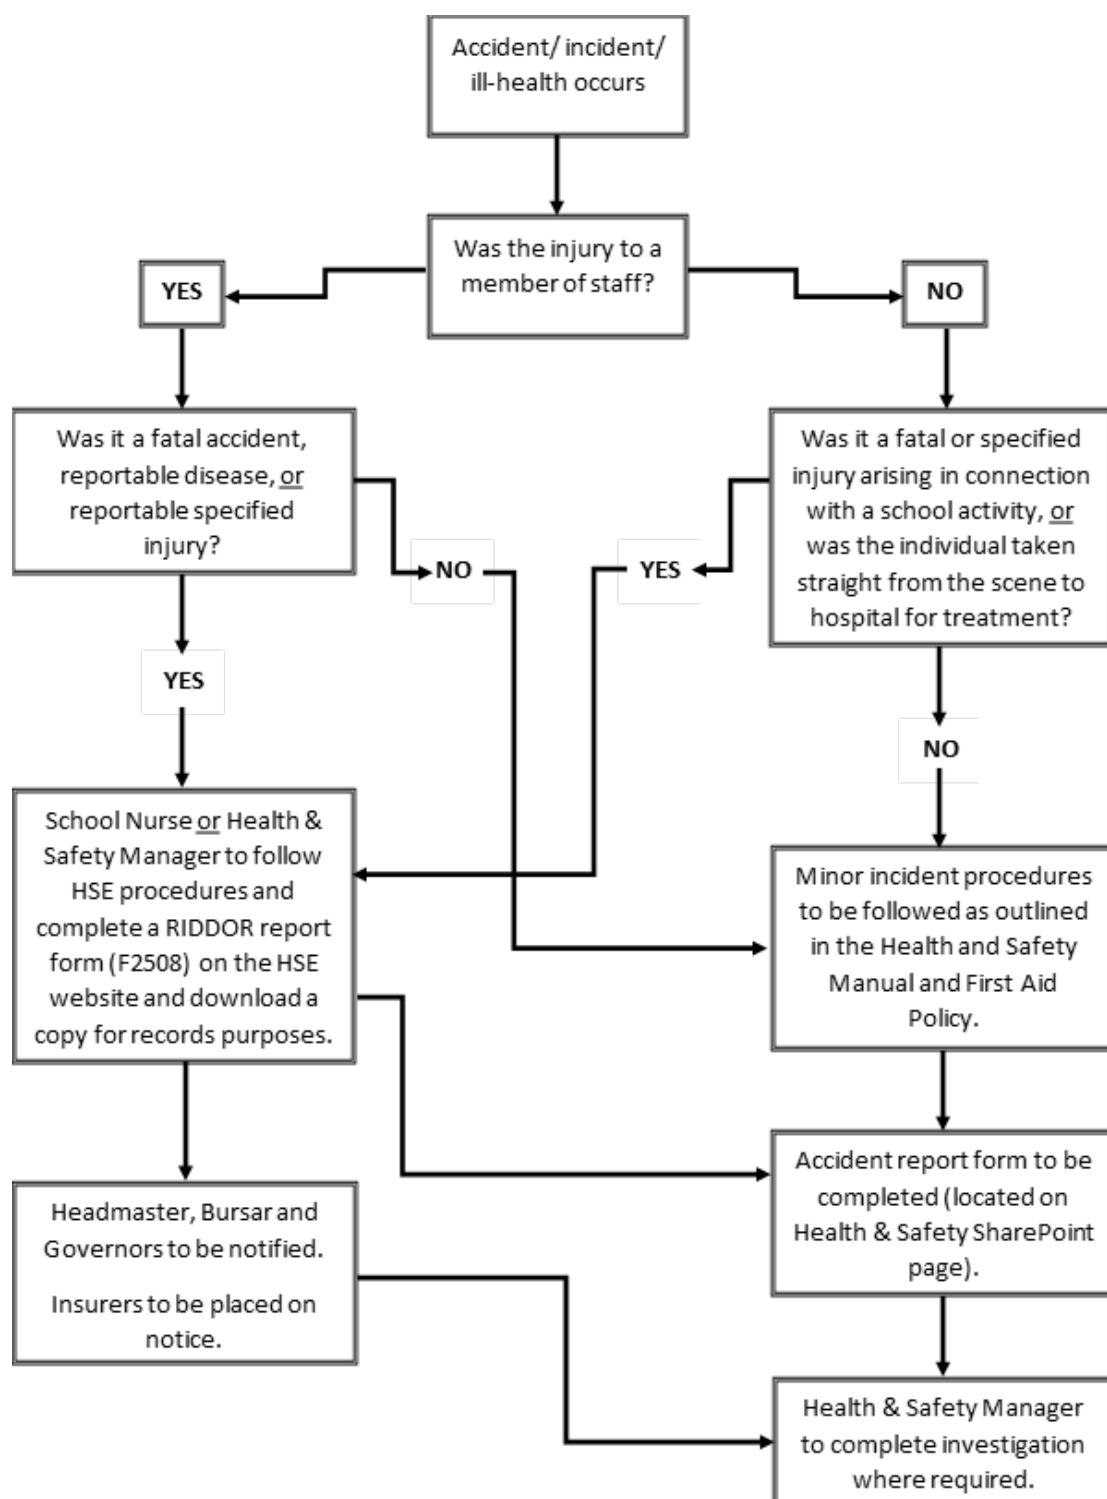 Accident/ incident/
ill-health occurs
Was the injury to a
member of staff?
YES
NO
Was it a fatal accident,
reportable disease, or
reportable specified
injury?
Was it a fatal or specified
injury arising in connection
with a school activity, or
was the individual taken
straight from the scene to
hospital for treatment?
NO
YES
YES
NO
School Nurse or Health &
Safety Manager to follow
HSE procedures and
complete a RIDDOR report
form (F2508) on the HSE
website and download a
copy for records purposes.
Minor incident procedures
to be followed as outlined
in the Health and Safety
Manual and First Aid
Policy.
Headmaster, Bursar and
Governors to be notified.
Insurers to be placed on
notice.
Accident report form to be
completed (located on
Health & Safety SharePoint
page).
Health & Safety Manager
to complete investigation
where required.